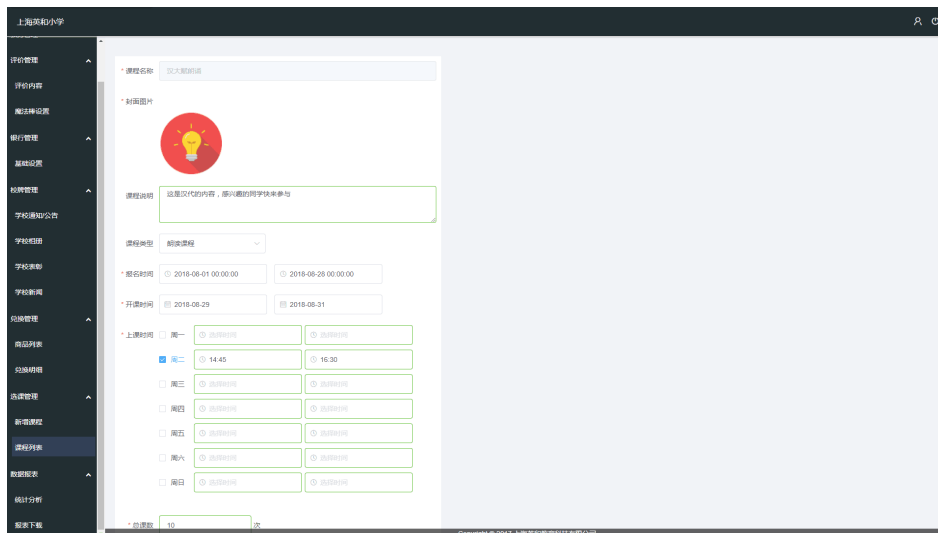 上海英和小学
评价管理
评价内容
魔法棒设置
银行管理
基础设置
校牌管理
学校通知/公告
学校相册
学校表彰
学校新闻
兑换管理
商品列表
兑换明细
选课管理
新增课程
课程列表
数据报表
统计分析
报表下载
* 课程名称 汉大赋朗诵
* 封面图片
课程说明 这是汉代的内容，感兴趣的同学快来参与
课程类型 朗读课程
* 报名时间 2018-08-01 00:00:00 2018-08-28 00:00:00
* 开课时间 2018-08-29 2018-08-31
* 上课时间 周一 选择时间 选择时间
周二 14:45 16:30
周三 选择时间 选择时间
周四 选择时间 选择时间
周五 选择时间 选择时间
周六 选择时间 选择时间
周日 选择时间 选择时间
* 总课数 10 次